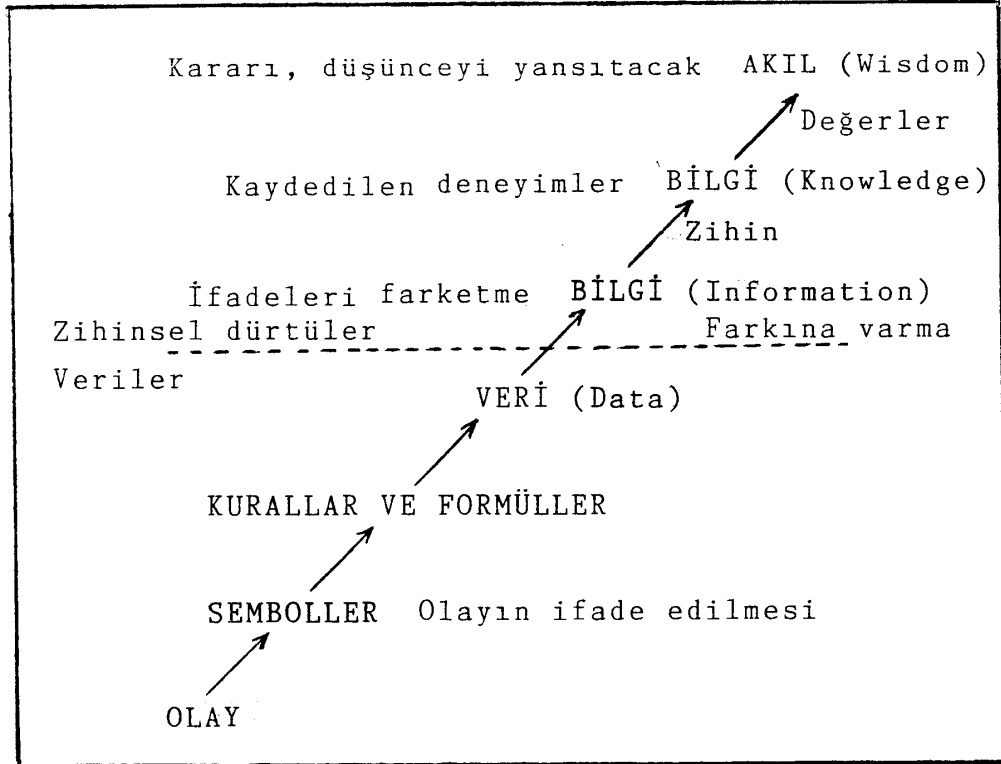 Kararı, düşünceyi yansıtacak AKIL (Wisdom)
Değerler
Kaydedilen deneyimler BİLGİ (Knowledge)
Zihin
İfadeleri farketme BİLGİ (Information)
Zihinsel dürtüler Farkına varma
Veriler
VERİ (Data)
KURALLAR VE FORMÜLLER
SEMBOLLER Olayın ifade edilmesi
OLAY